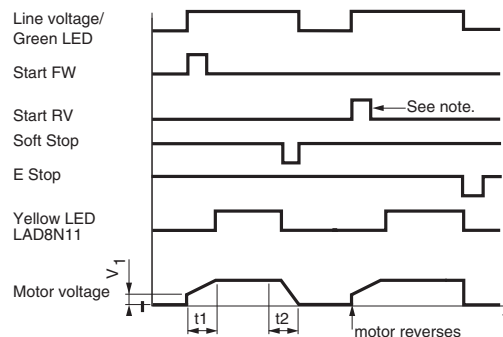 Line voltage/
Green LED
Start FW
Start RV
See note.
Soft Stop
E Stop
Yellow LED
LAD8N11
V1
Motor voltage
t1
t2
motor reverses